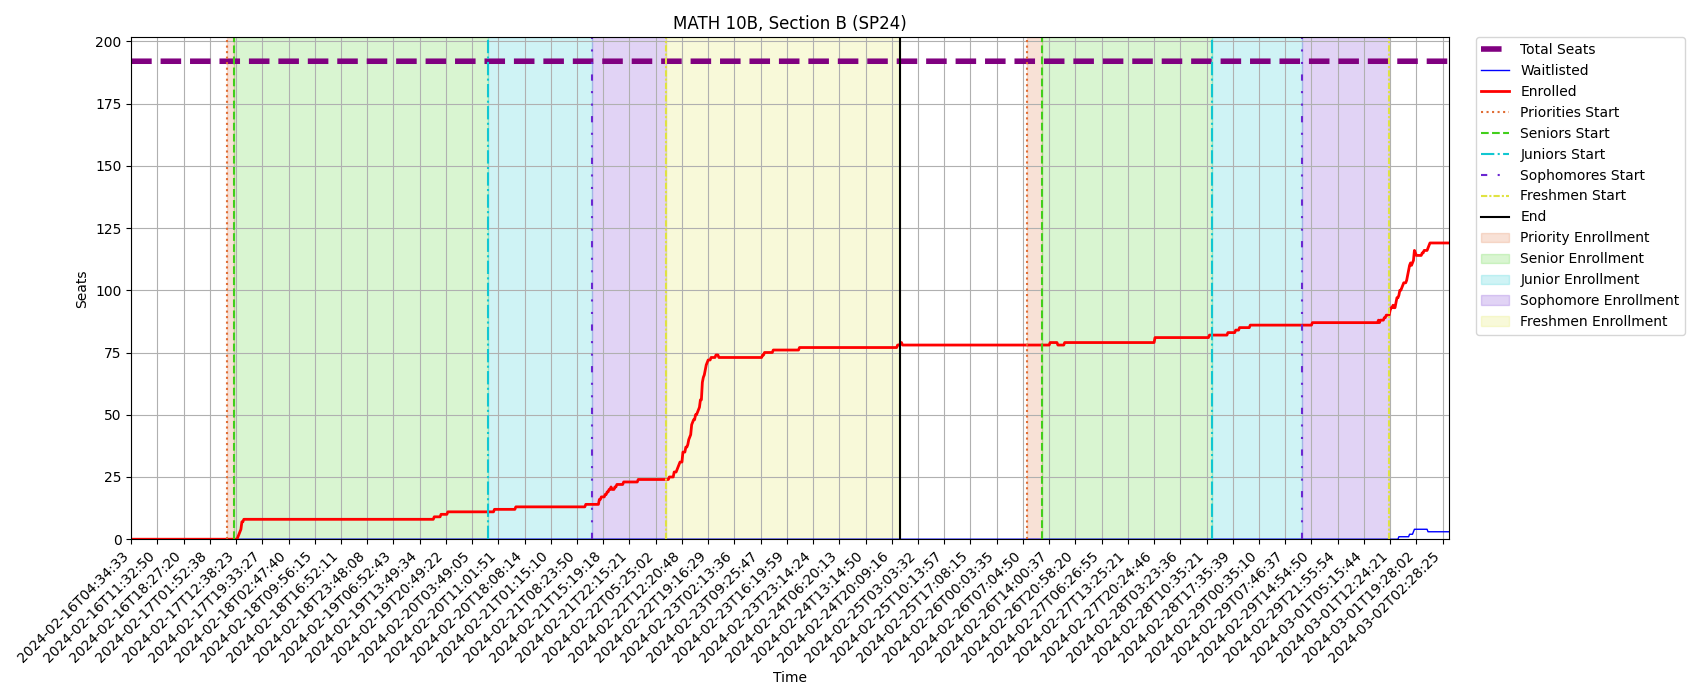 MATH 10B, Section B (SP24)
Seats
200
175
150
125
100
75
50
25
0
2024-02-16T04:34:33
2024-02-16T11:32:50
2024-02-16T18:27:20
2024-02-17T01:52:38
2024-02-17T12:38:23
2024-02-17T19:33:27
2024-02-18T02:47:40
2024-02-18T09:56:15
2024-02-18T16:52:11
2024-02-18T23:48:08
2024-02-19T06:52:43
2024-02-19T13:49:34
2024-02-19T20:49:22
2024-02-20T03:49:05
2024-02-20T11:01:51
2024-02-20T18:08:14
2024-02-21T01:15:10
2024-02-21T08:23:50
2024-02-21T15:19:18
2024-02-21T22:15:21
2024-02-22T05:25:02
2024-02-22T12:20:48
2024-02-22T19:16:29
2024-02-23T02:13:36
2024-02-23T09:25:47
2024-02-23T16:19:59
2024-02-23T23:14:24
2024-02-24T06:20:13
2024-02-24T13:14:50
2024-02-24T20:09:16
2024-02-25T03:03:32
2024-02-25T10:13:57
2024-02-25T17:08:15
2024-02-26T00:03:35
2024-02-26T07:04:50
2024-02-26T14:00:37
2024-02-26T20:58:20
2024-02-27T06:26:55
2024-02-27T13:25:21
2024-02-27T20:24:46
2024-02-28T03:23:36
2024-02-28T10:35:21
2024-02-28T17:35:39
2024-02-29T00:35:10
2024-02-29T07:46:37
2024-02-29T14:54:50
2024-02-29T21:55:54
2024-03-01T05:15:44
2024-03-01T12:24:21
2024-03-01T19:28:02
2024-03-02T02:28:25
Time
Total Seats
Waitlisted
Enrolled
Priorities Start
Seniors Start
Juniors Start
Sophomores Start
Freshmen Start
End
Priority Enrollment
Senior Enrollment
Junior Enrollment
Sophomore Enrollment
Freshmen Enrollment